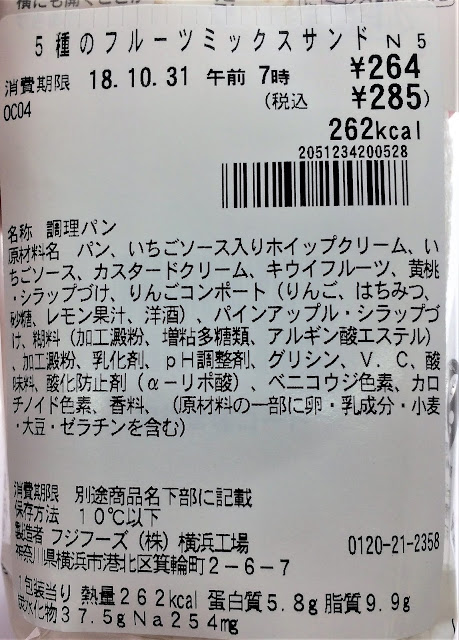 5種のフルーツミックスサンド N5
消費期限 18.10.31 午前 7時 ¥264
OC04 (税込 ¥285)
262kcal
2051234200528
名称 調理パン
原材料名 パン、いちごソース入りホイップクリーム、い
ちごソース、カスタードクリーム、キウイフルーツ、黄桃
・シラップづけ、りんごコンポート(りんご、はちみつ、
砂糖、レモン果汁、洋酒)、パインアップル・シラップづ
け、糊料(加工澱粉、増粘多糖類、アルギン酸エステル)
、加工澱粉、乳化剤、pH調整剤、グリシン、V.C、酸
味料、酸化防止剤(α-リポ酸)、ベニコウジ色素、カロ
チノイド色素、香料、(原材料の一部に卵・乳成分・小麦
・大豆・ゼラチンを含む)
消費期限 別途商品名下部に記載
保存方法 10℃以下
製造者 フジフーズ(株)横浜工場
神奈川県横浜市港北区箕輪町2-6-7 0120-21-2358
1包装当り 熱量262kcal 蛋白質5.8g 脂質9.9g
炭水化物37.5g Na254mg